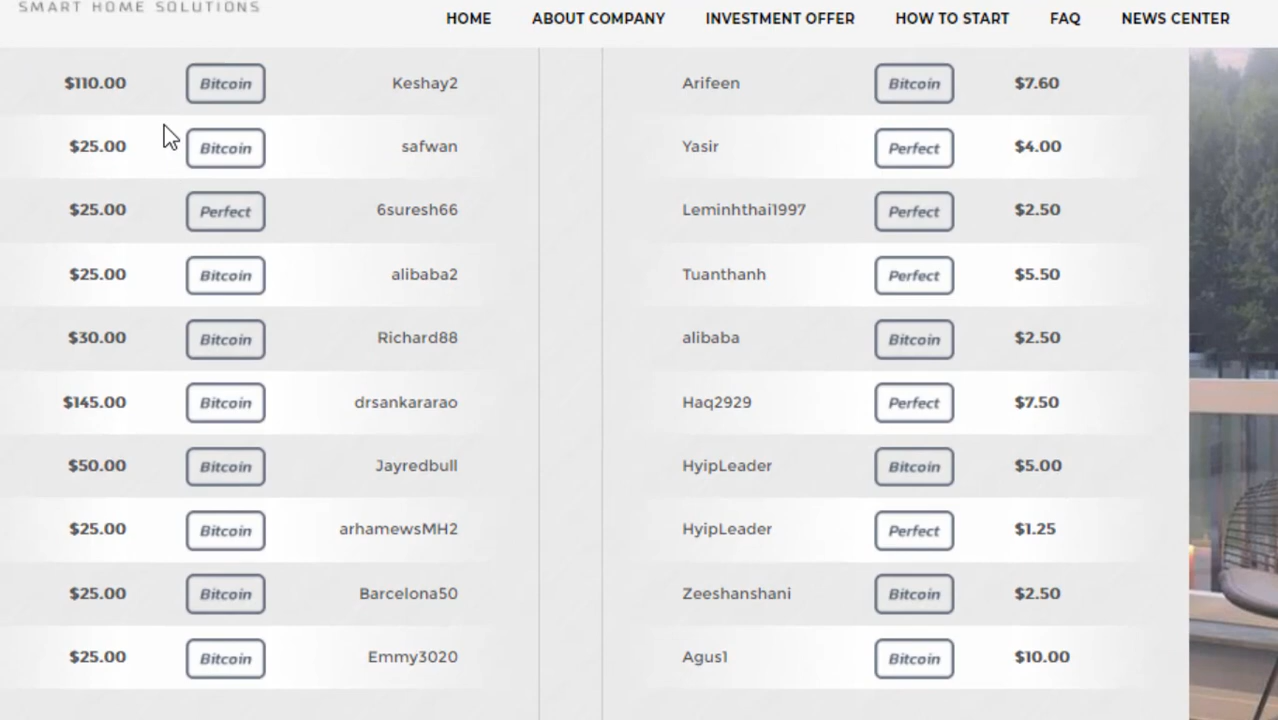 SMART HOME SOLUTIONS
HOME ABOUT COMPANY INVESTMENT OFFER HOW TO START FAQ NEWS CENTER
$110.00 Bitcoin Keshay2 Arifeen Bitcoin $7.60
$25.00 Bitcoin safwan Yasir Perfect $4.00
$25.00 Perfect 6suresh66 Leminhthai1997 Perfect $2.50
$25.00 Bitcoin alibaba2 Tuanthanh Perfect $5.50
$30.00 Bitcoin Richard88 alibaba Bitcoin $2.50
$145.00 Bitcoin drsankararao Haq2929 Perfect $7.50
$50.00 Bitcoin Jayredbull HyipLeader Bitcoin $5.00
$25.00 Bitcoin arhamewsMH2 HyipLeader Perfect $1.25
$25.00 Bitcoin Barcelona50 Zeeshanshani Bitcoin $2.50
$25.00 Bitcoin Emmy3020 Agus1 Bitcoin $10.00